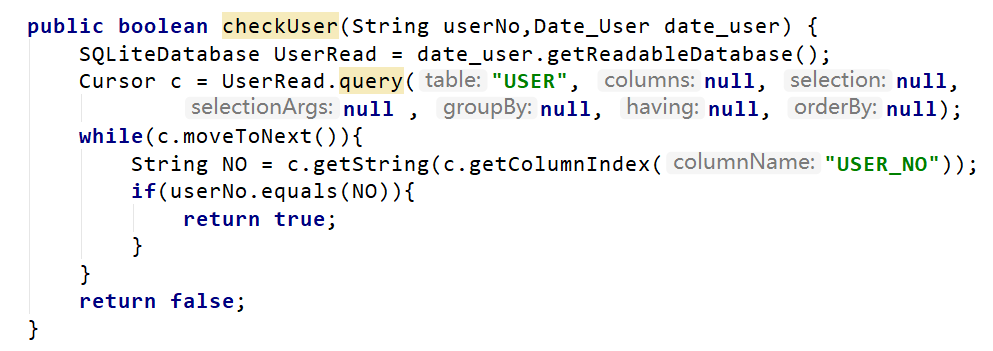 public boolean checkUser(String userNo,Date_User date_user) {
SQLiteDatabase UserRead = date_user.getReadableDatabase();
Cursor c = UserRead.query( table: "USER", columns: null, selection: null,
selectionArgs: null , groupBy: null, having: null, orderBy: null);
while(c.moveToNext()){
String NO = c.getString(c.getColumnIndex( columnName: "USER_NO"));
if(userNo.equals(NO)){
return true;
}
}
return false;
}